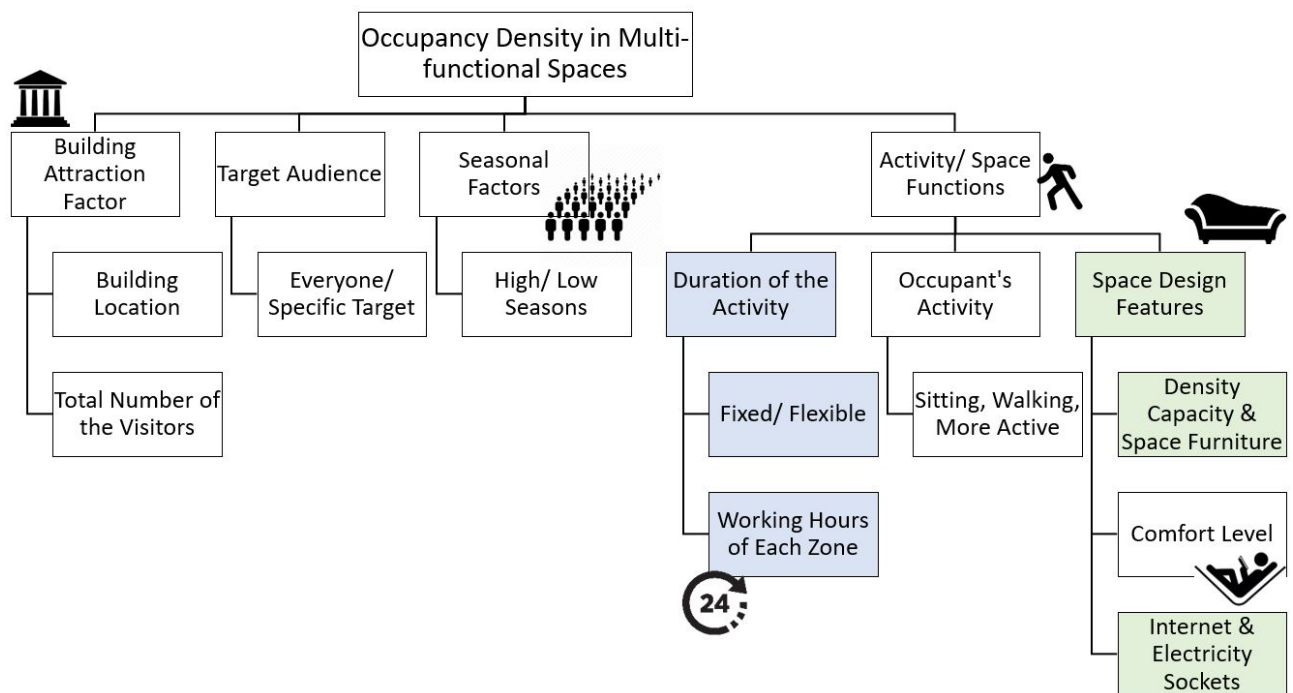 Occupancy Density in Multi-
functional Spaces
Building
Attraction
Factor
Target Audience
Seasonal
Factors
Activity/ Space
Functions
Building
Location
Everyone/
Specific Target
High/ Low
Seasons
Duration of the
Activity
Occupant's
Activity
Space Design
Features
Total Number of
the Visitors
Fixed/ Flexible
Sitting, Walking,
More Active
Density
Capacity &
Space Furniture
Working Hours
of Each Zone
Comfort Level
24
Internet &
Electricity
Sockets